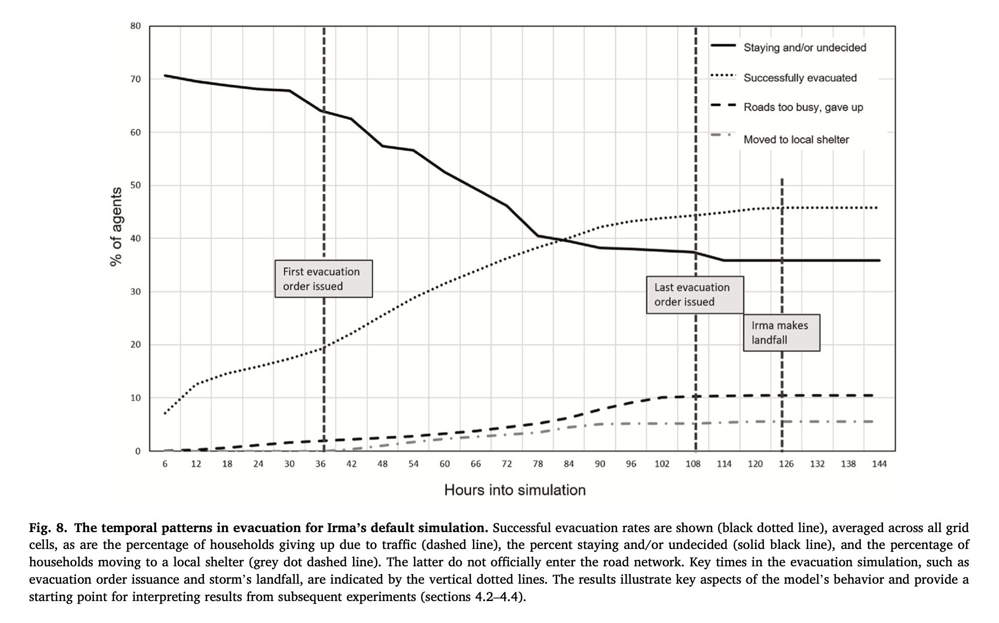 80
70
60
50
40
30
20
10
0
% of agents
Staying and/or undecided
Successfully evacuated
Roads too busy, gave up
Moved to local shelter
First evacuation
order issued
Last evacuation
order issued
Irma makes
landfall
6 12 18 24 30 36 42 48 54 60 66 72 78 84 90 96 102 108 114 120 126 132 138 144
Hours into simulation
Fig. 8. The temporal patterns in evacuation for Irma’s default simulation. Successful evacuation rates are shown (black dotted line), averaged across all grid
cells, as are the percentage of households giving up due to traffic (dashed line), the percent staying and/or undecided (solid black line), and the percentage of
households moving to a local shelter (grey dot dashed line). The latter do not officially enter the road network. Key times in the evacuation simulation, such as
evacuation order issuance and storm’s landfall, are indicated by the vertical dotted lines. The results illustrate key aspects of the model’s behavior and provide a
starting point for interpreting results from subsequent experiments (sections 4.2–4.4).